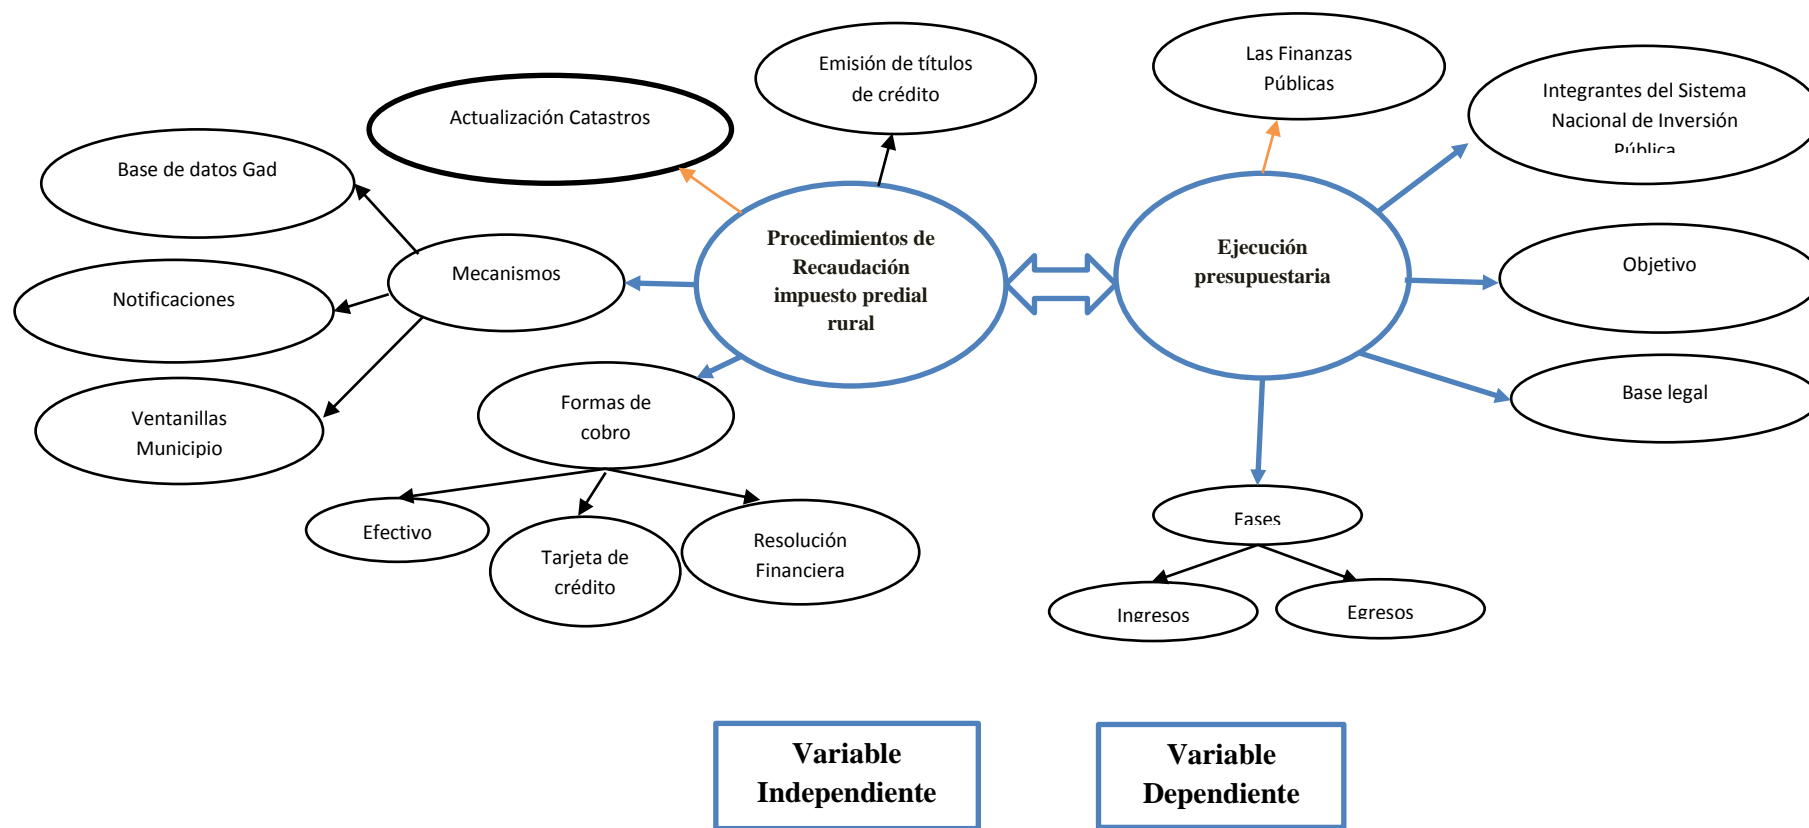 Emisión de títulos
de crédito
Las Finanzas
Públicas
Integrantes del Sistema
Nacional de Inversión
Pública
Actualización Catastros
Base de datos Gad
Mecanismos
Notificaciones
Ventanillas
Municipio
Procedimientos de
Recaudación
impuesto predial
rural
Ejecución
presupuestaria
Objetivo
Base legal
Formas de
cobro
Efectivo
Tarjeta de
crédito
Resolución
Financiera
Fases
Ingresos
Egresos
Variable
Independiente
Variable
Dependiente